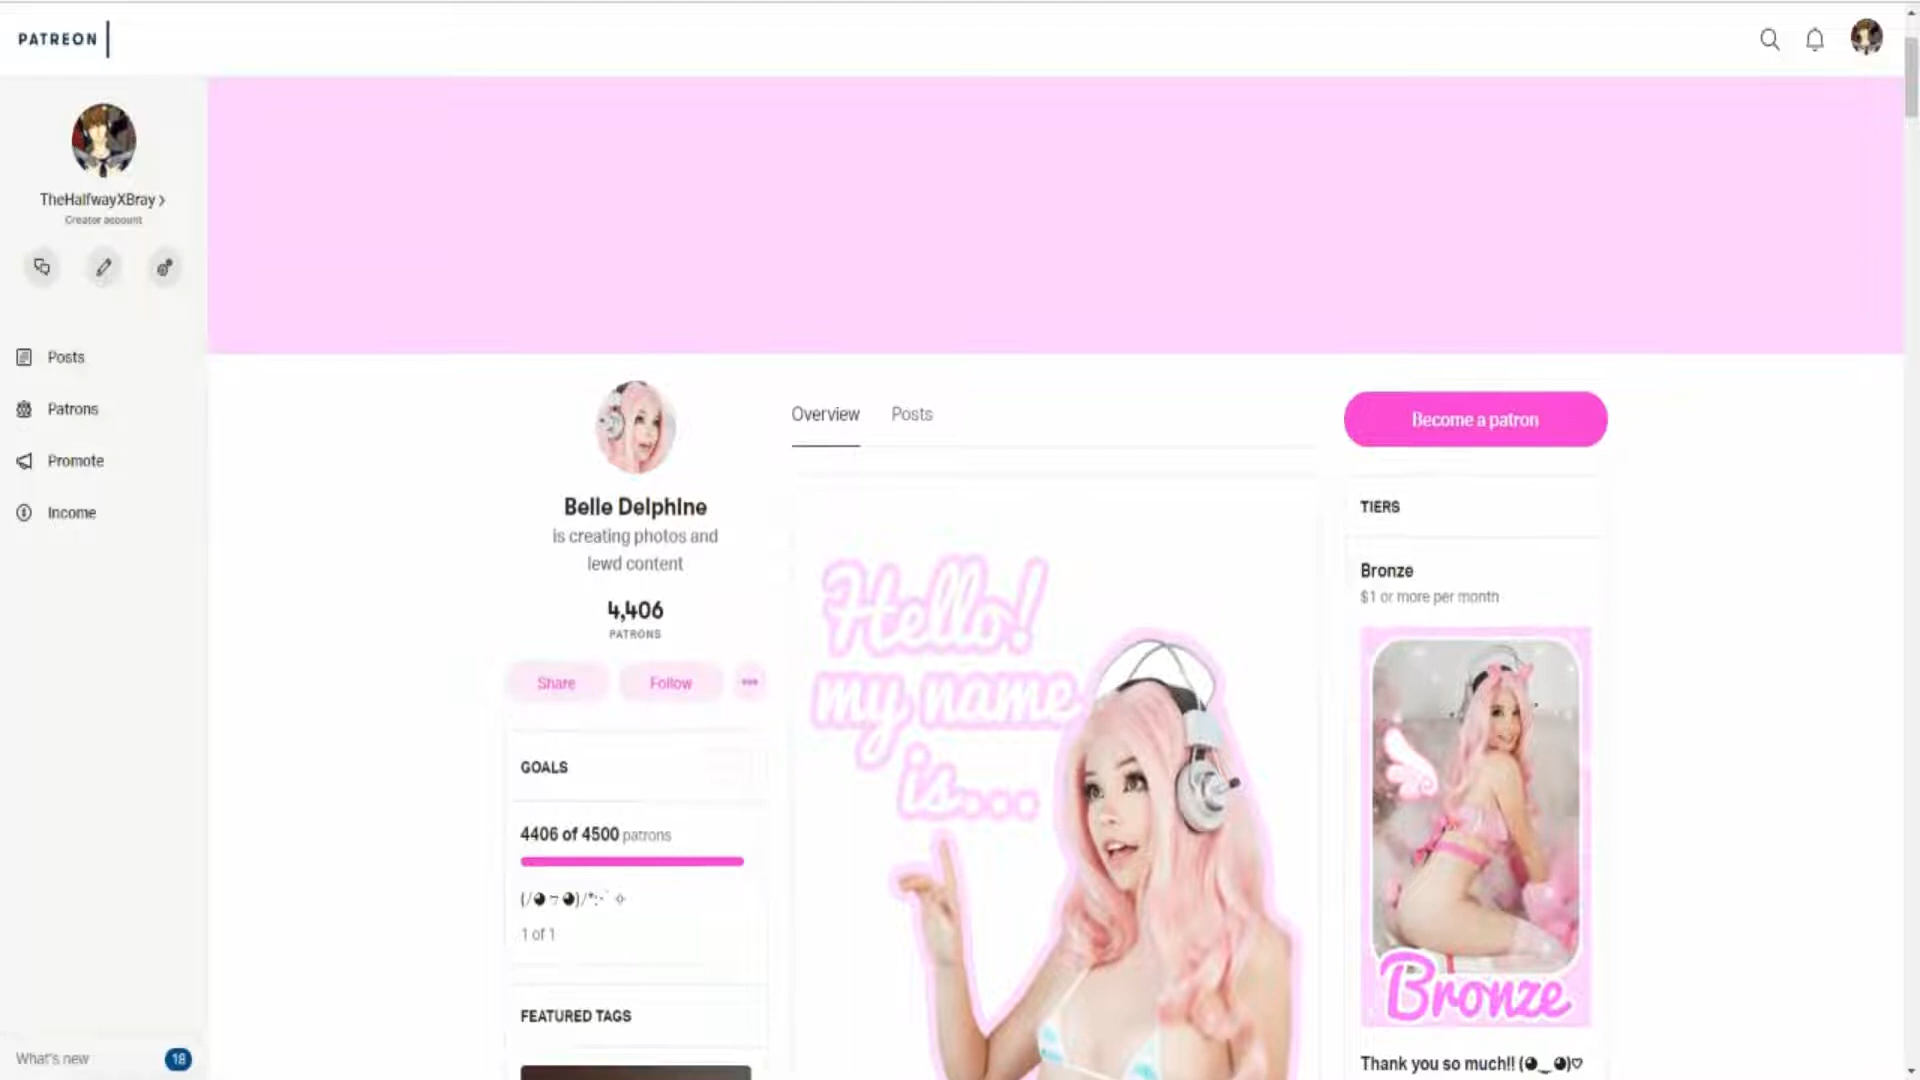 PATREON
TheHalfwayXBray
Creator account
Posts
Patrons
Promote
Income
What's new
18
Belle Delphine
is creating photos and
lewd content
4,406
PATRONS
Share
Follow
GOALS
4406 of 4500 patrons
1 of 1
FEATURED TAGS
Overview
Posts
Hello!
my name
is...
Become a patron
TIERS
Bronze
$1 or more per month
Bronze
Thank you so much!! (◕‿◕)♡